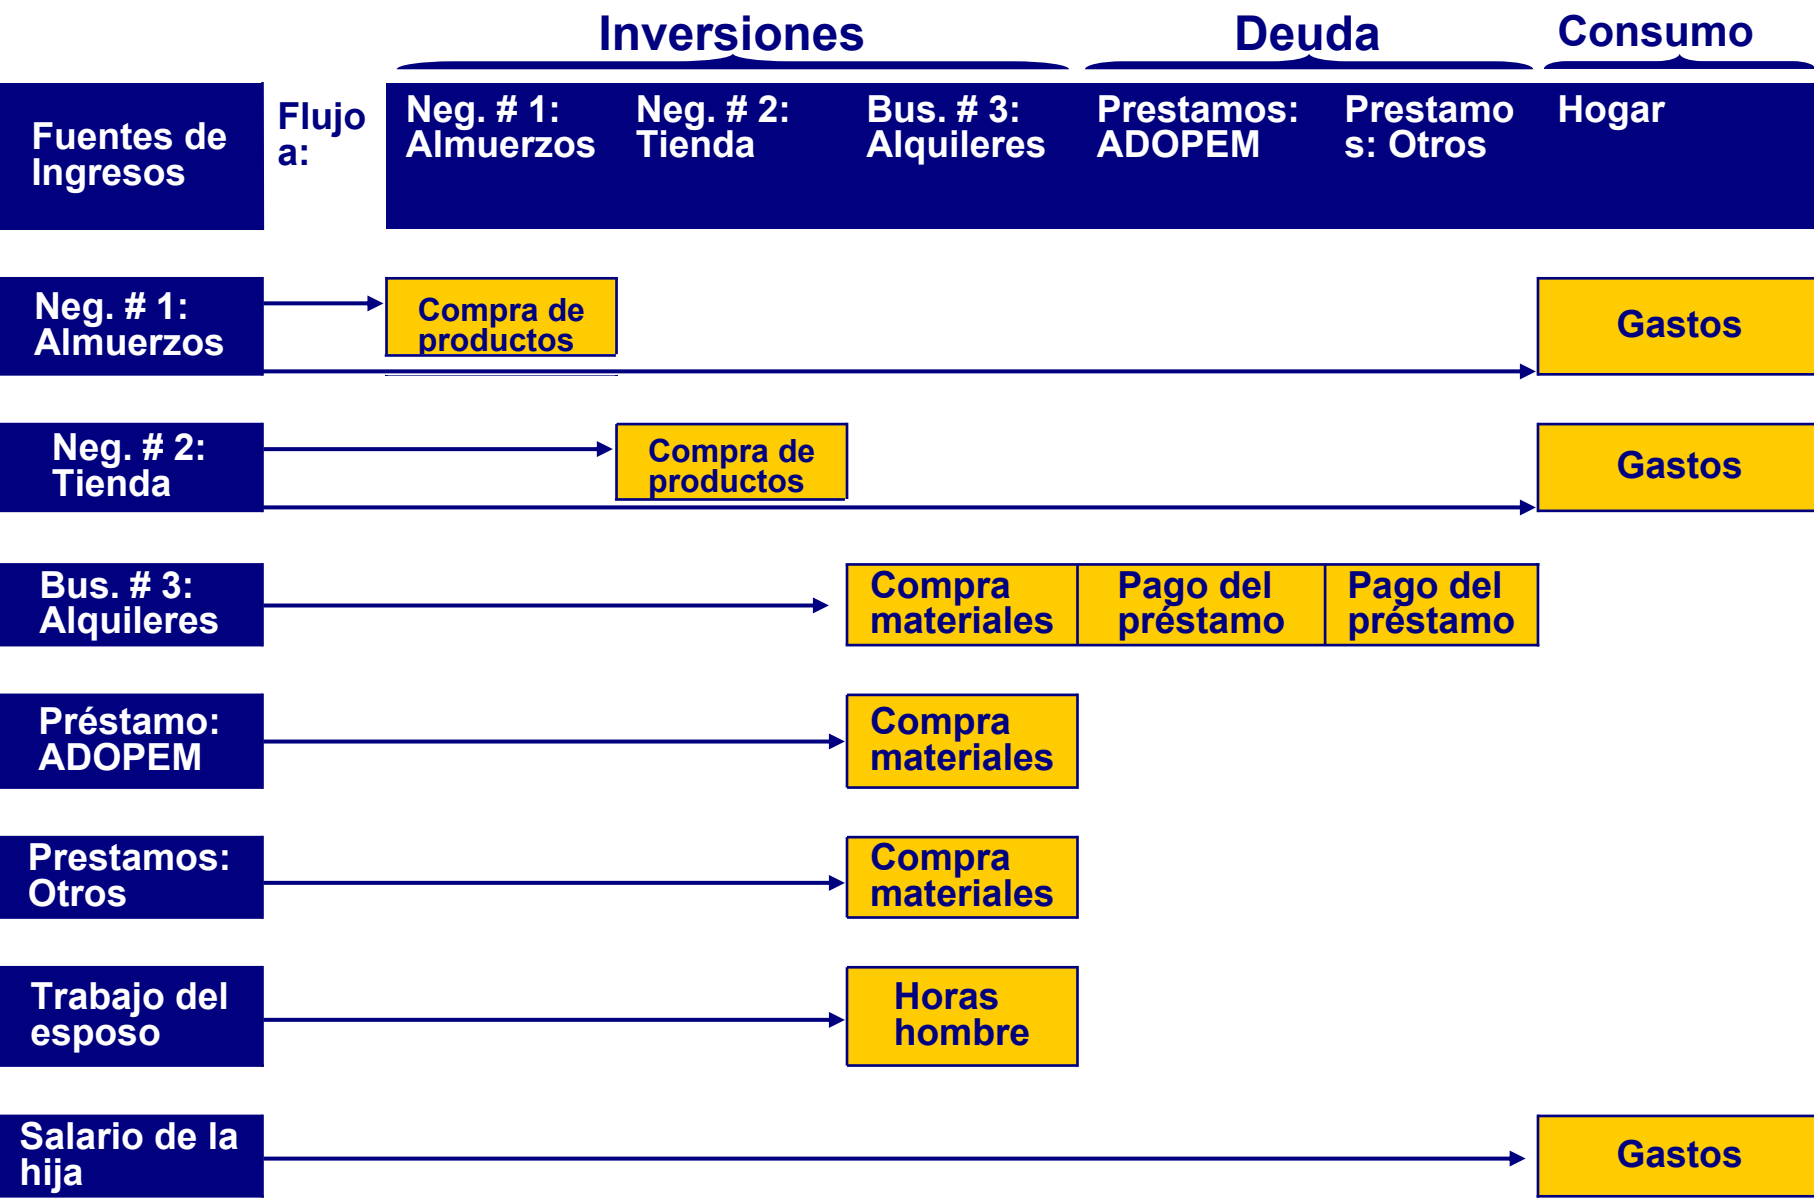 Inversiones
Deuda
Consumo
Fuentes de
Ingresos
Flujo
a:
Neg. # 1:
Almuerzos
Neg. # 2:
Tienda
Bus. # 3:
Alquileres
Prestamos:
ADOPEM
Prestamo
s: Otros
Hogar
Neg. # 1:
Almuerzos
Compra de
productos
Gastos
Neg. # 2:
Tienda
Compra de
productos
Gastos
Bus. # 3:
Alquileres
Compra
materiales
Pago del
préstamo
Pago del
préstamo
Préstamo:
ADOPEM
Compra
materiales
Prestamos:
Otros
Compra
materiales
Trabajo del
esposo
Horas
hombre
Salario de la
hija
Gastos